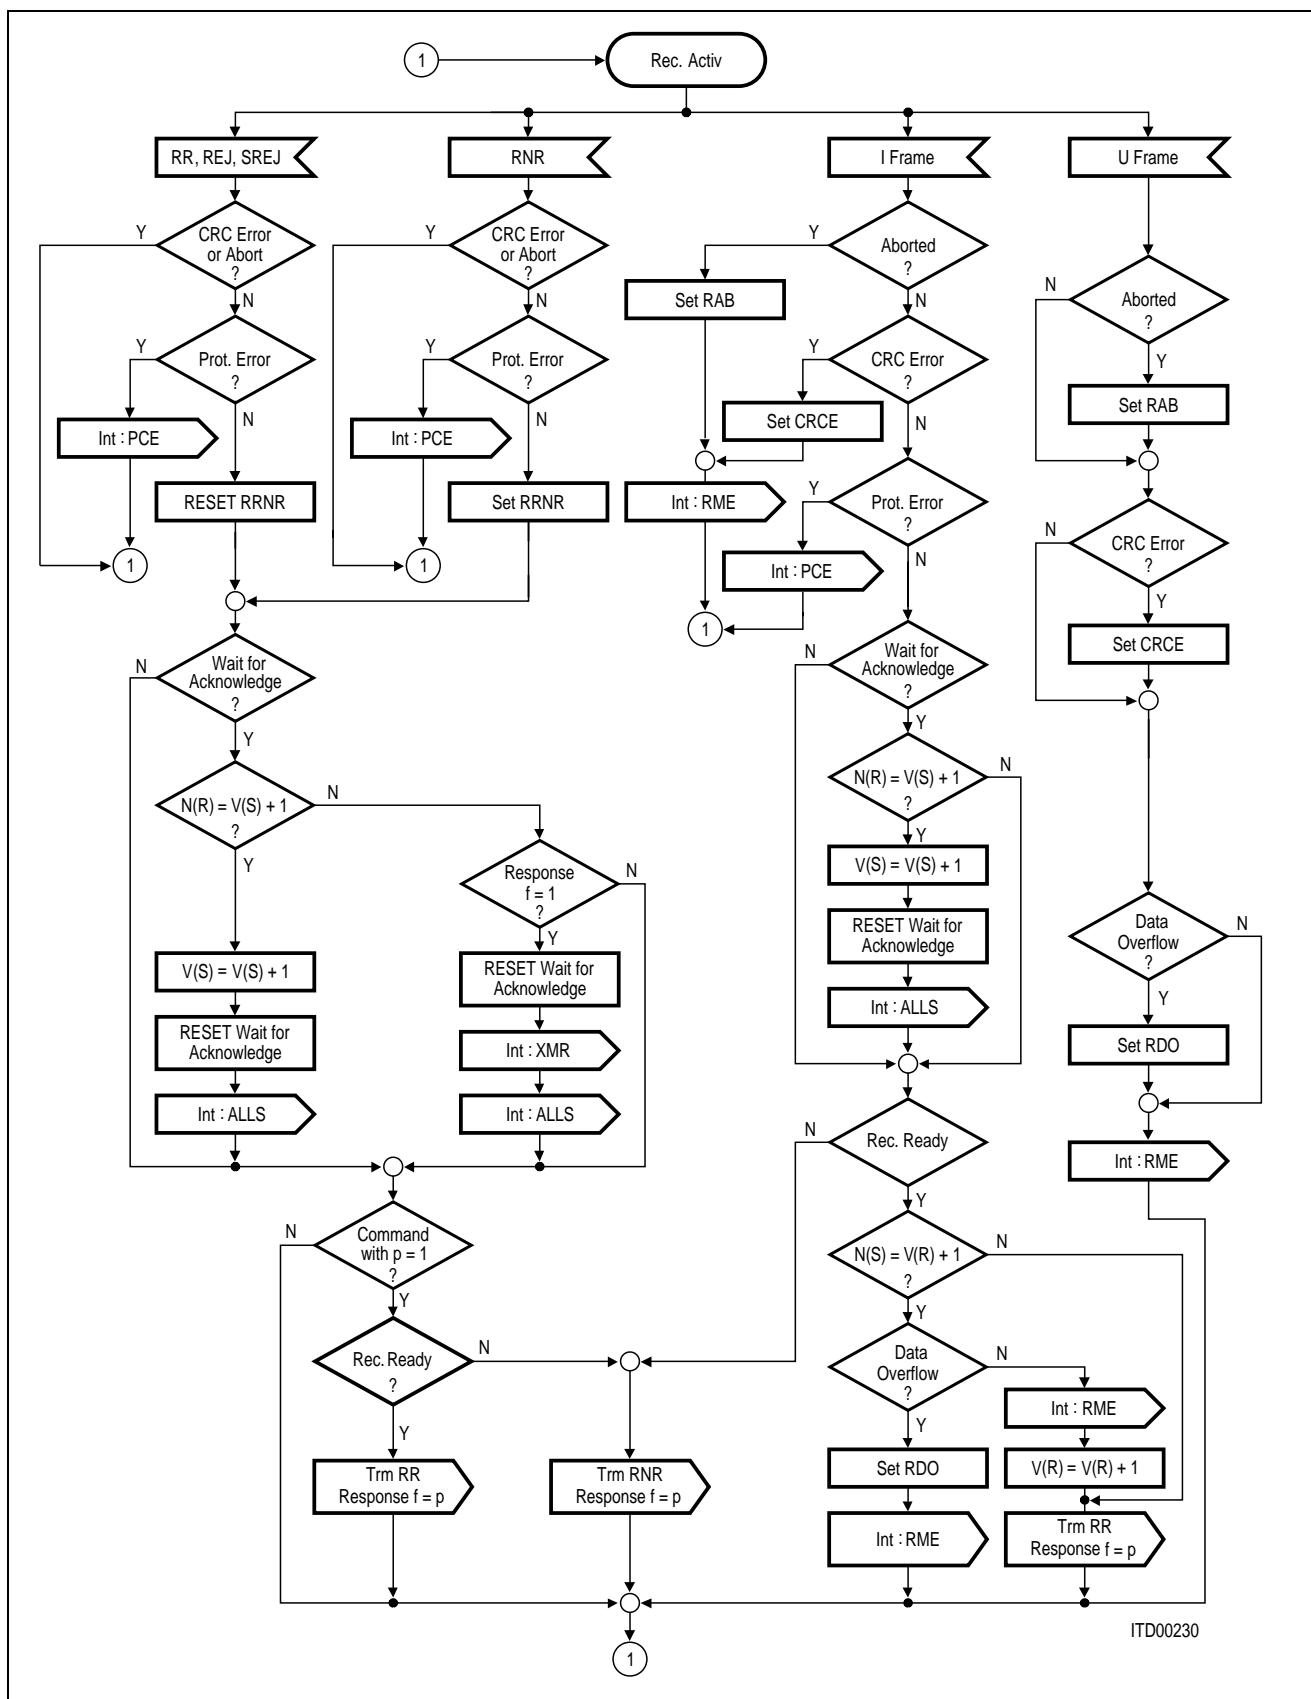 1
Rec. Activ
RR, REJ, SREJ
RNR
I Frame
U Frame
Y
CRC Error
or Abort
?
N
Y
CRC Error
or Abort
?
N
Y
Aborted
?
N
Set RAB
N
Aborted
?
Y
Set RAB
Y
Prot. Error
?
N
Int : PCE
RESET RRNR
1
Y
Prot. Error
?
N
Int : PCE
Set RRNR
1
Y
CRC Error
?
N
Set CRCE
Int : RME
1
Y
Prot. Error
?
N
Int : PCE
N
CRC Error
?
Y
Set CRCE
N
Wait for
Acknowledge
?
Y
N(R) = V(S) + 1
?
N
Y
Response
f = 1
?
N
Y
V(S) = V(S) + 1
RESET Wait for
Acknowledge
Int : ALLS
RESET Wait for
Acknowledge
Int : XMR
Int : ALLS
N
Wait for
Acknowledge
?
Y
N(R) = V(S) + 1
?
N
Y
V(S) = V(S) + 1
RESET Wait for
Acknowledge
Int : ALLS
Data
Overflow
?
N
Y
Set RDO
Int : RME
N
Command
with p = 1
?
Y
Rec. Ready
?
N
Y
Trm RR
Response f = p
Trm RNR
Response f = p
N
Rec. Ready
Y
N(S) = V(R) + 1
?
N
Y
Data
Overflow
?
N
Y
Set RDO
Int : RME
Int : RME
V(R) = V(R) + 1
Trm RR
Response f = p
1
ITD00230